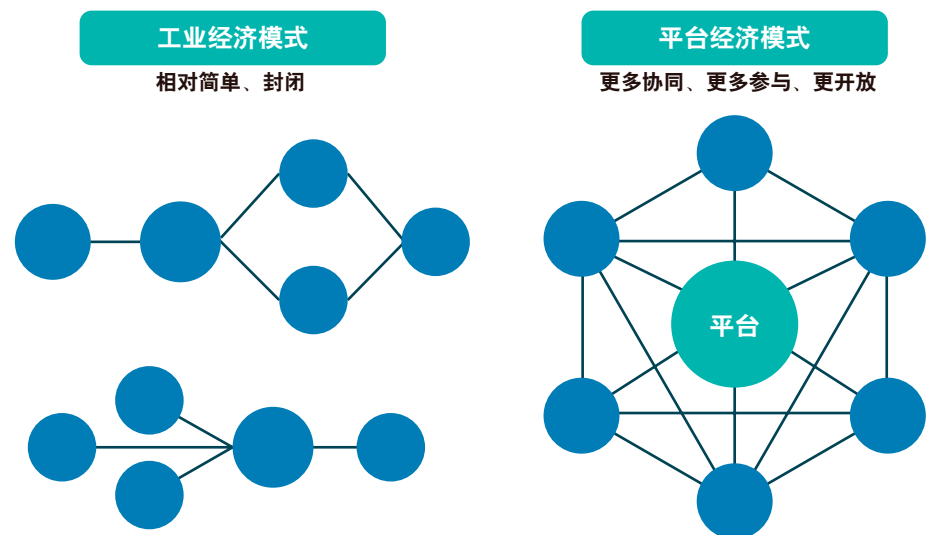 工业经济模式
相对简单、封闭
平台经济模式
更多协同、更多参与、更开放
平台